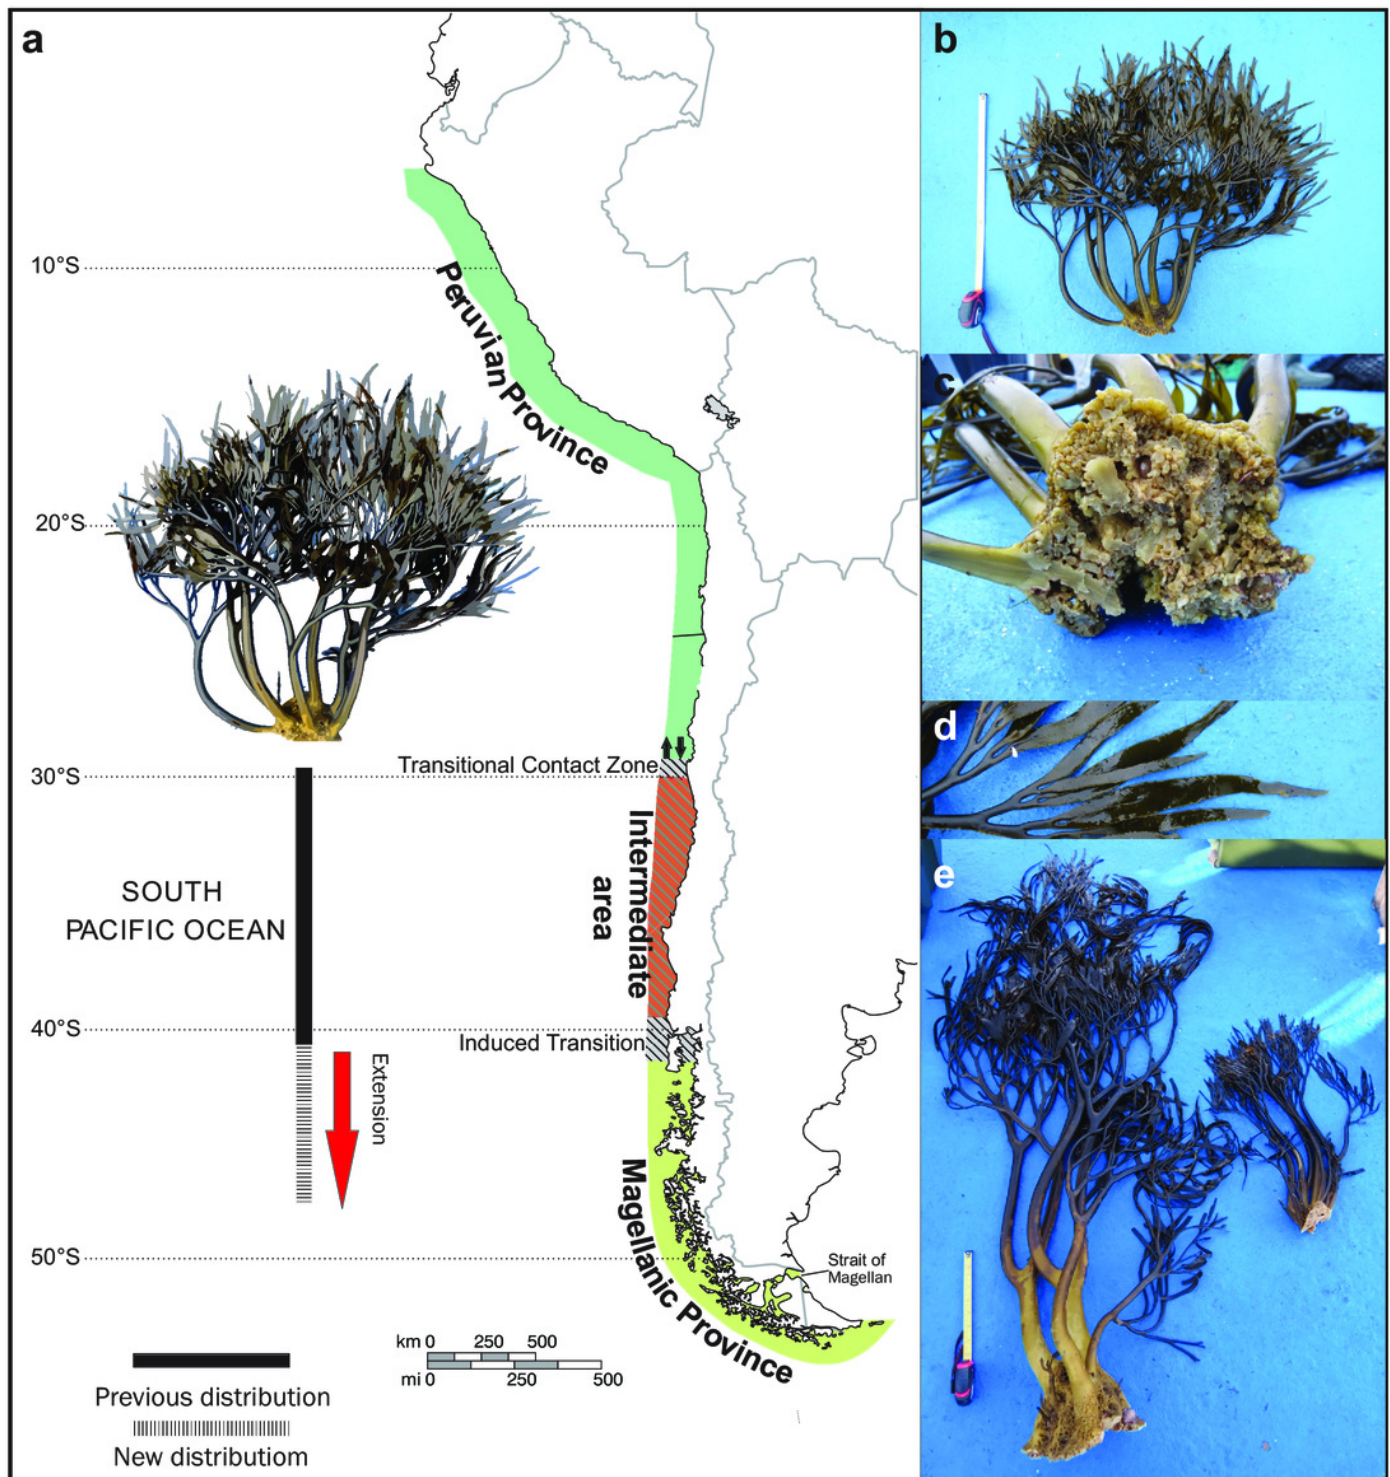 a
b
c
d
e
10°S
20°S
30°S
40°S
50°S
Peruvian Province
Transitional Contact Zone
Intermediate
area
SOUTH
PACIFIC OCEAN
Induced Transition
Extension
Magellanic Province
Strait of
Magellan
km 0 250 500
mi 0 250 500
Previous distribution
New distributiom